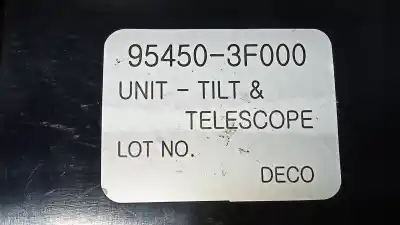 95450-3F000
UNIT - TILT &
TELESCOPE
LOT NO.
DECO